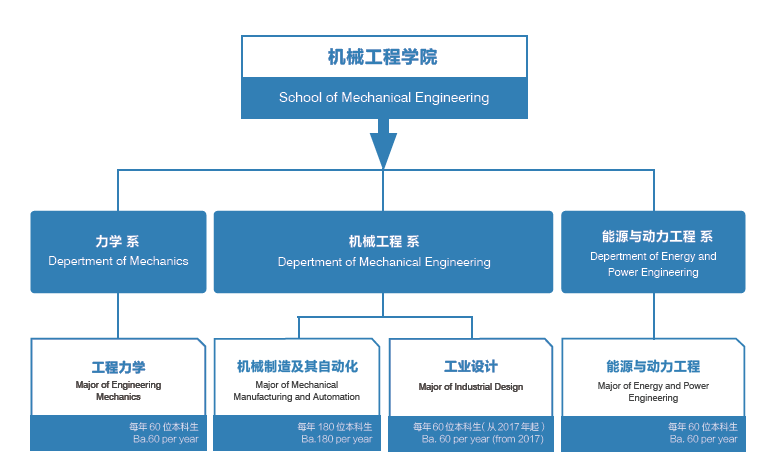 机械工程学院
School of Mechanical Engineering
力学 系
Depertment of Mechanics
机械工程 系
Department of Mechanical Engineering
能源与动力工程 系
Department of Energy and
Power Engineering
工程力学
Major of Engineering
Mechanics
每年 60 位本科生
Ba.60 per year
机械制造及其自动化
Major of Mechanical
Manufacturing and Automation
每年 180 位本科生
Ba.180 per year
工业设计
Major of Industrial Design
每年60位本科生( 从2017年起 )
Ba. 60 per year (from 2017)
能源与动力工程
Major of Energy and Power
Engineering
每年 60 位本科生
Ba. 60 per year